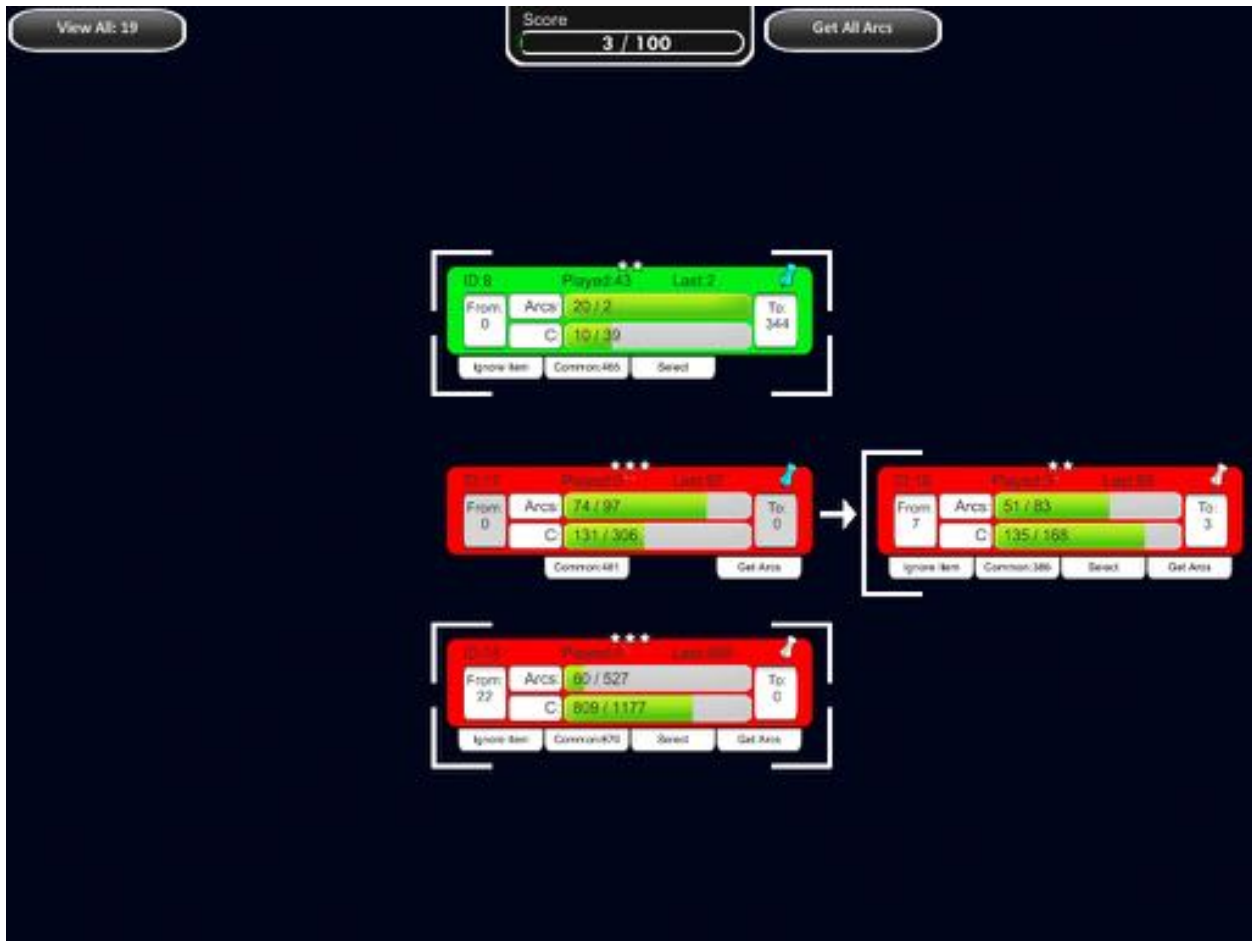 View All: 19
Score
3 / 100
Get All Arcs
ID:8 Played:43 Last:2
From: 0
Arcs: 20 / 2
C: 10 / 39
To: 344
Ignore Item Common:465 Select
From: 0
Arcs: 74 / 97
C: 131 / 306
To: 0
Common:481 Get Arcs
From: 7
Arcs: 51 / 83
C: 135 / 168
To: 3
Ignore Item Common:386 Select Get Arcs
From: 22
Arcs: 60 / 527
C: 809 / 1177
To: 0
Ignore Item Common:670 Select Get Arcs